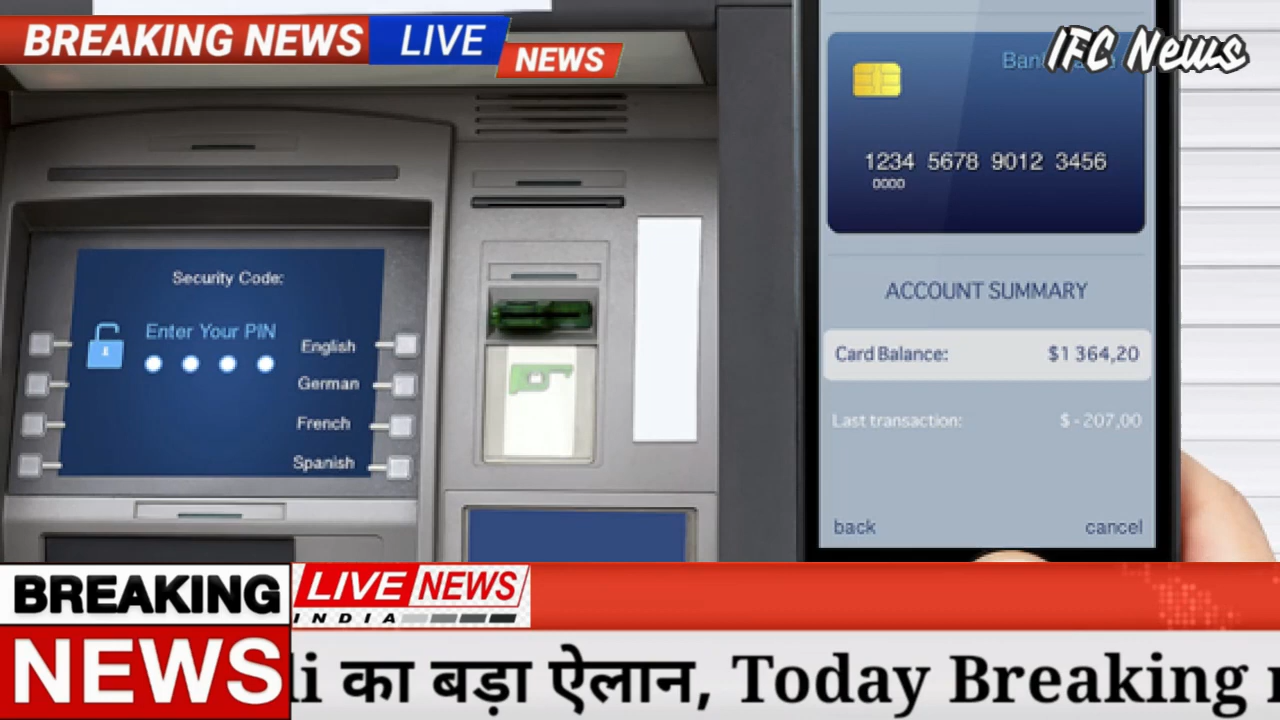 BREAKING NEWS LIVE
NEWS
IFC News
1234 5678 9012 3456
0000
Security Code:
Enter Your PIN
English
German
French
Spanish
ACCOUNT SUMMARY
Card Balance: $1 364,20
Last transaction: $ - 207,00
back cancel
BREAKING
NEWS
LIVE NEWS
INDIA
का बड़ा ऐलान, Today Breaking